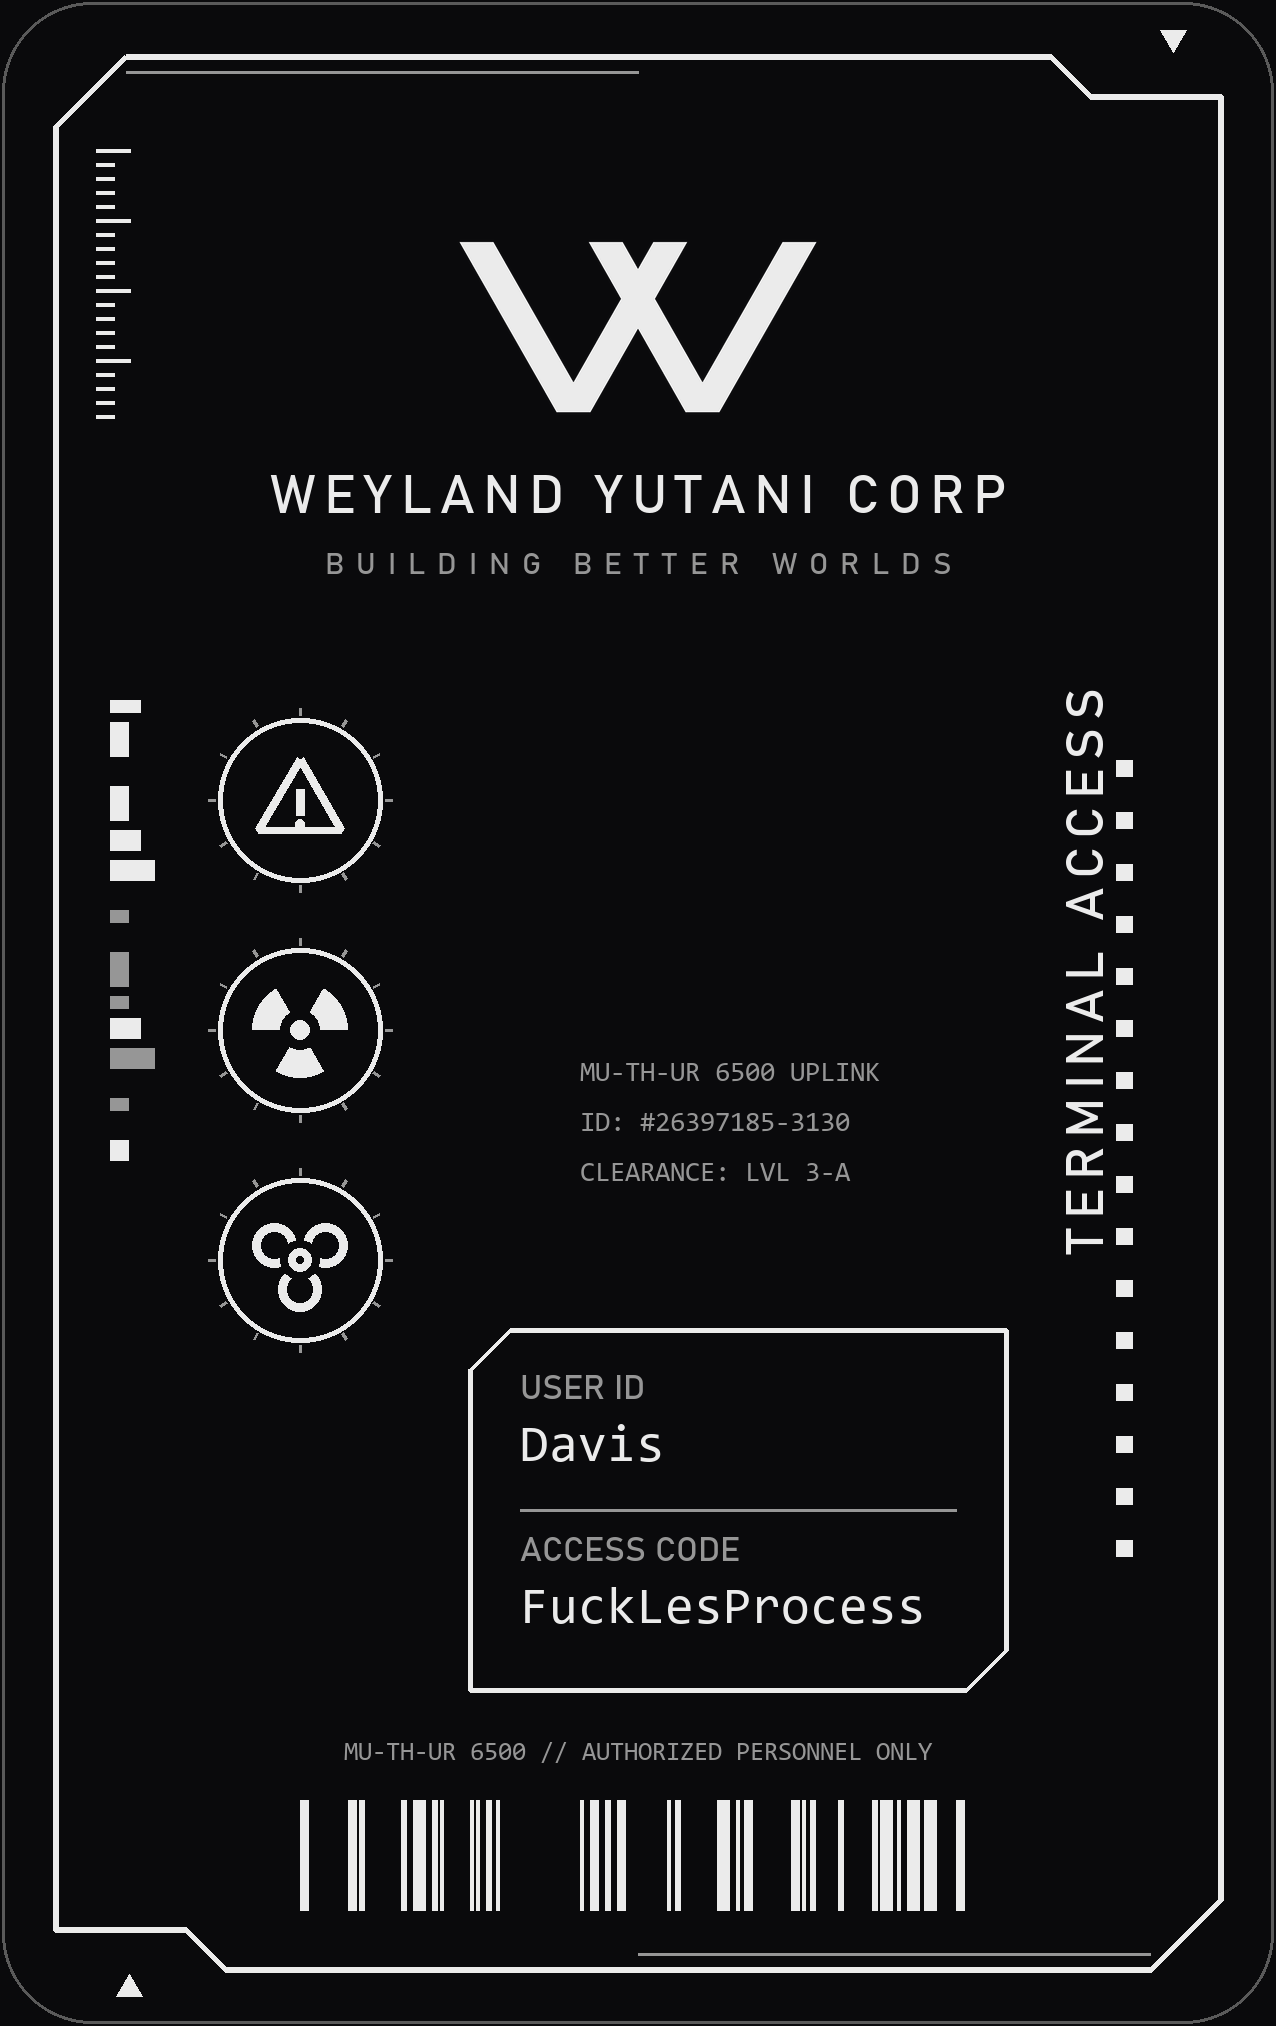 WEYLAND YUTANI CORP
BUILDING BETTER WORLDS
TERMINAL ACCESS
MU-TH-UR 6500 UPLINK
ID: #26397185-3130
CLEARANCE: LVL 3-A
USER ID
Davis
ACCESS CODE
FuckLesProcess
MU-TH-UR 6500 // AUTHORIZED PERSONNEL ONLY